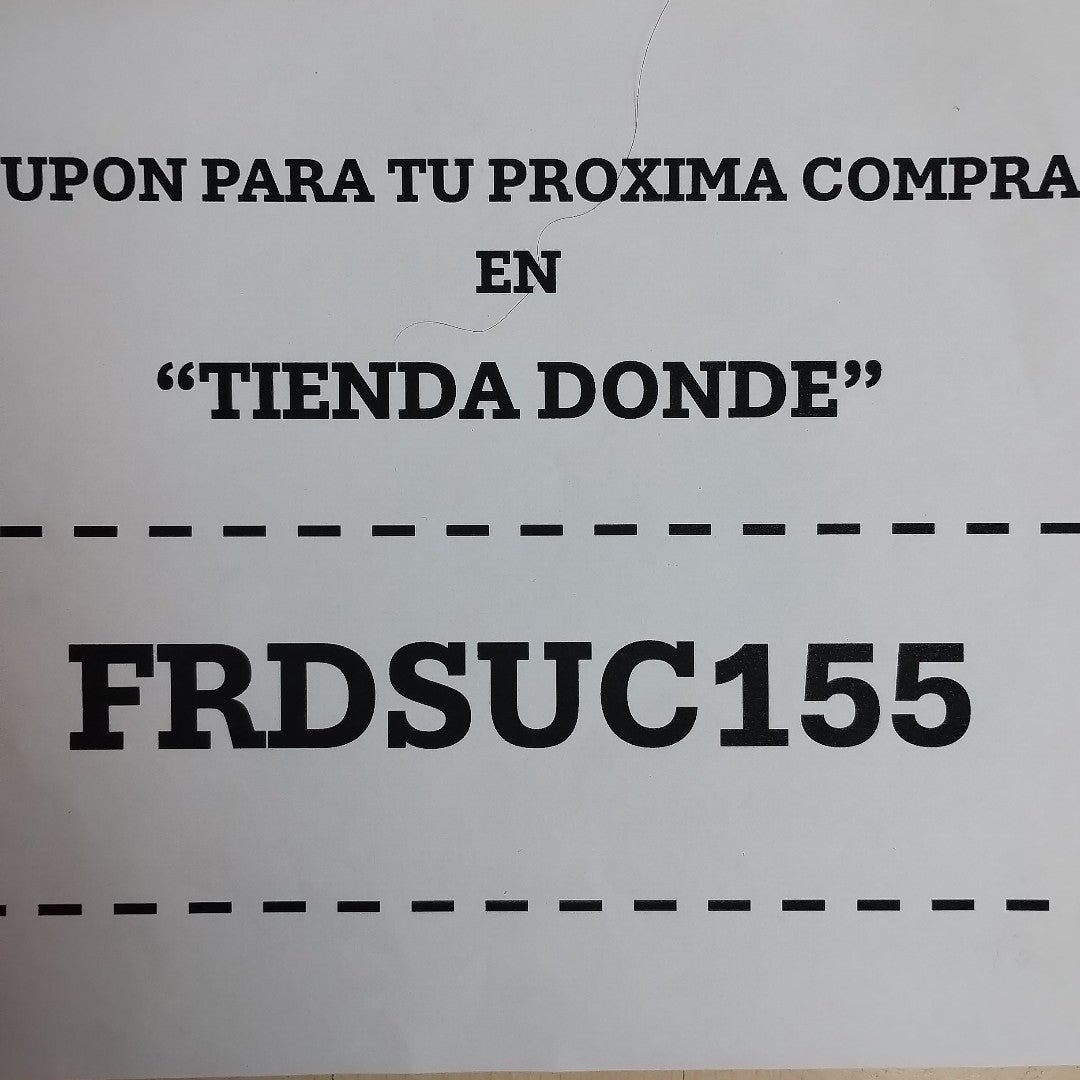 UPON PARA TU PROXIMA COMPRA
EN
“TIENDA DONDE”
FRDSUC155